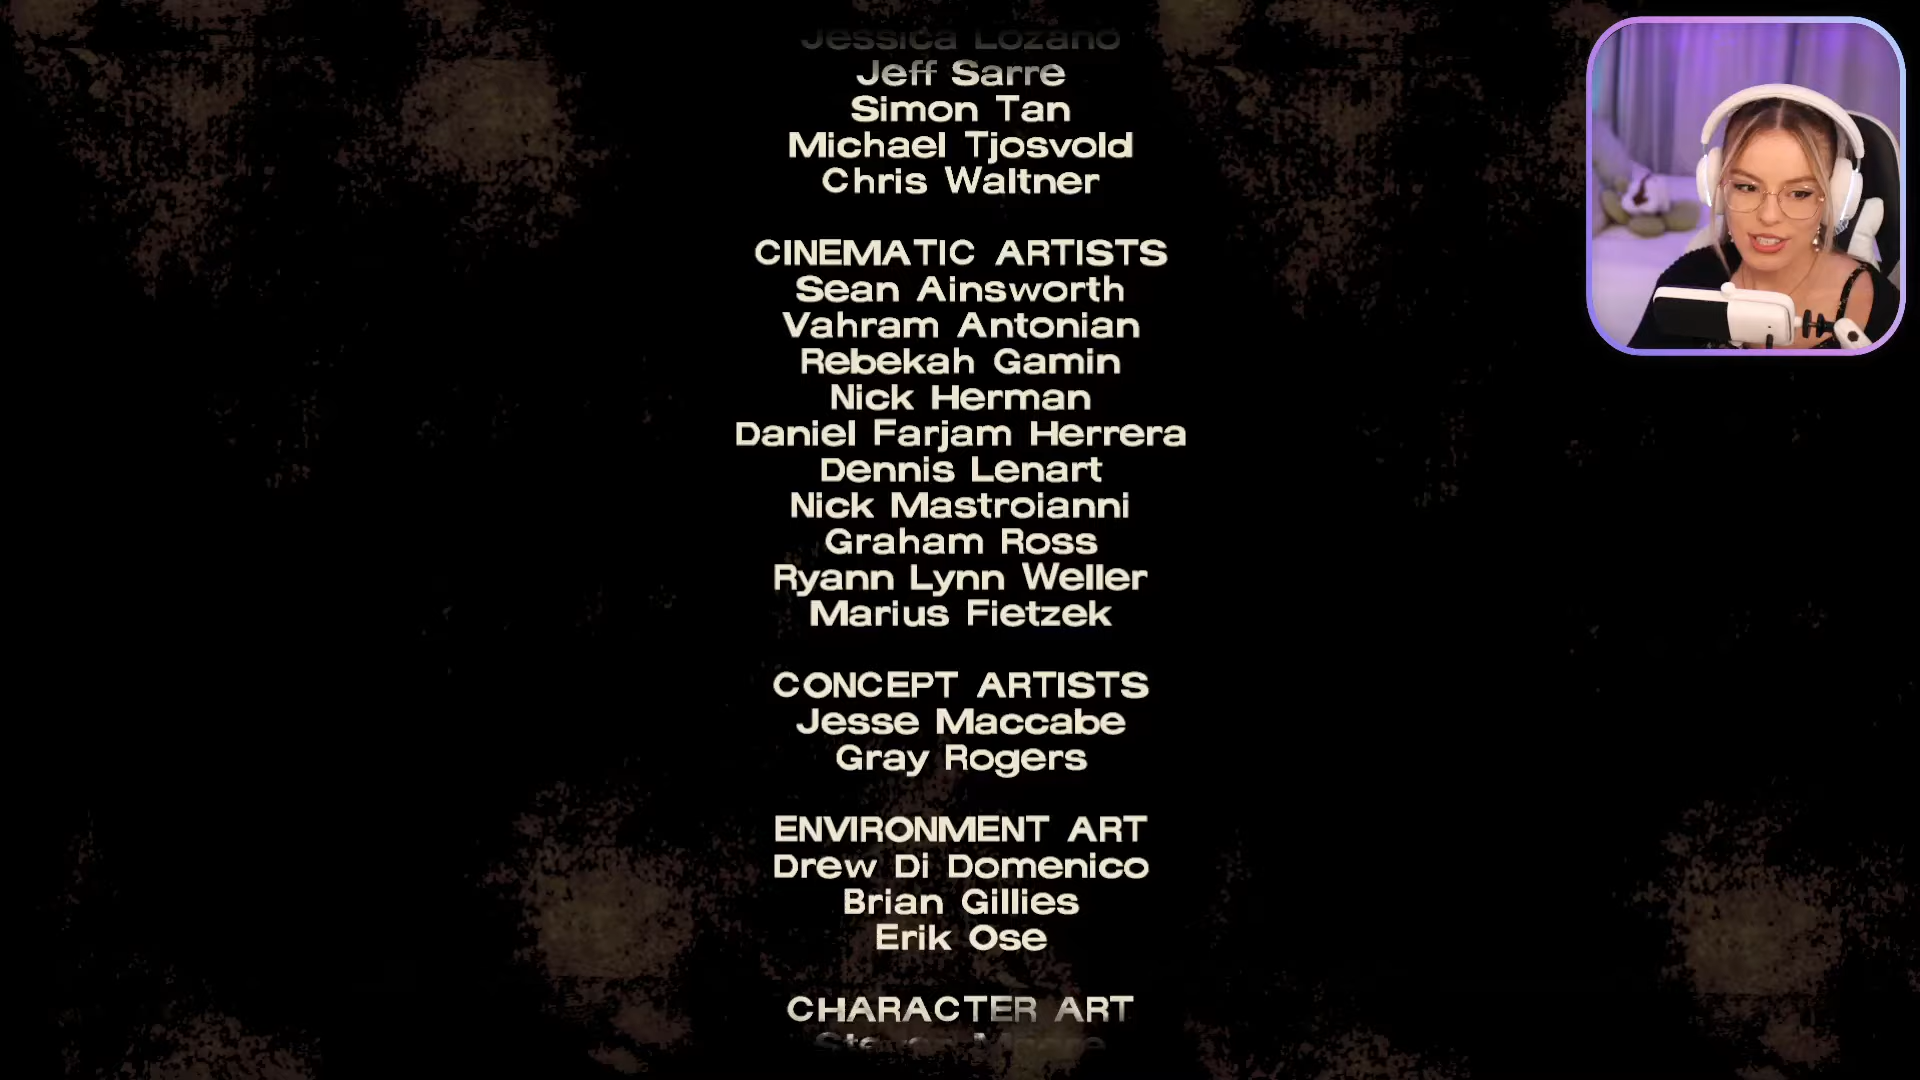 Jessica Lozano
Jeff Sarre
Simon Tan
Michael Tjosvold
Chris Waltner
CINEMATIC ARTISTS
Sean Ainsworth
Vahram Antonian
Rebekah Gamin
Nick Herman
Daniel Farjam Herrera
Dennis Lenart
Nick Mastroianni
Graham Ross
Ryann Lynn Weller
Marius Fietzek
CONCEPT ARTISTS
Jesse Maccabe
Gray Rogers
ENVIRONMENT ART
Drew Di Domenico
Brian Gillies
Erik Ose
CHARACTER ART